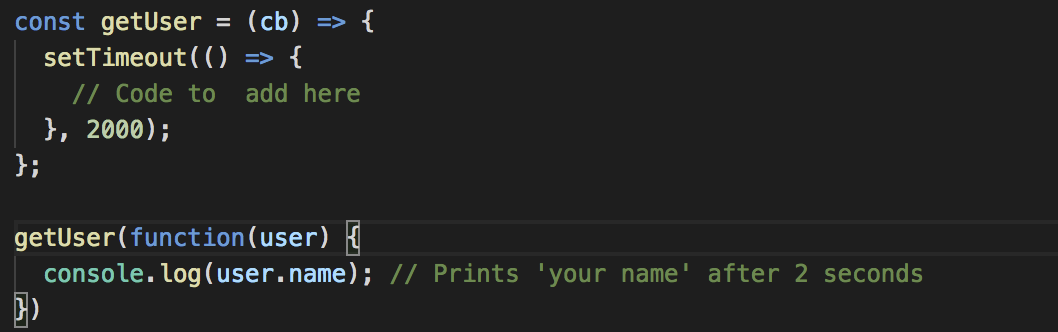 const getUser = (cb) => {
  setTimeout(() => {
    // Code to  add here
  }, 2000);
};

getUser(function(user) {
  console.log(user.name); // Prints 'your name' after 2 seconds
})